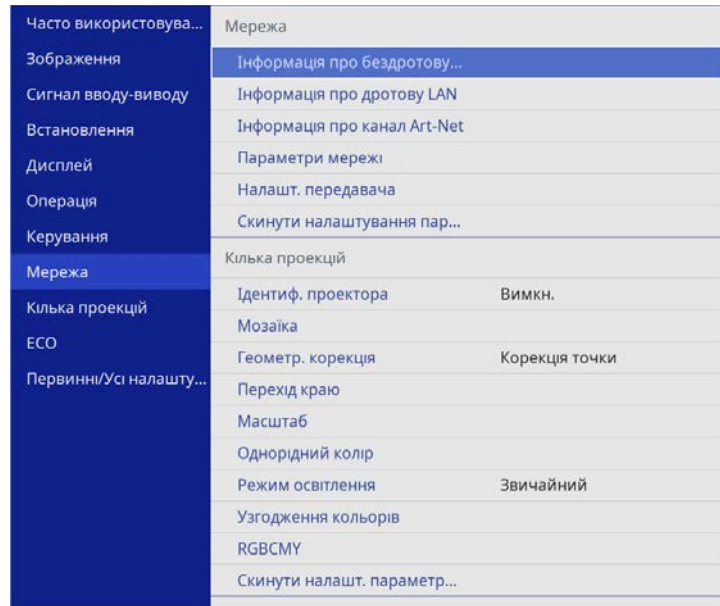 Часто використовува...
Зображення
Сигнал вводу-виводу
Встановлення
Дисплей
Операція
Керування
Мережа
Кілька проекцій
ECO
Первинні/Усі налашту...
Мережа
Інформація про бездротову...
Інформація про дротову LAN
Інформація про канал Art-Net
Параметри мережі
Налашт. передавача
Скинути налаштування пар...
Кілька проекцій
Ідентиф. проектора Вимкн.
Мозаїка
Геометр. корекція Корекція точки
Перехід краю
Масштаб
Однорідний колір
Режим освітлення Звичайний
Узгодження кольорів
RGBCMY
Скинути налашт. параметр...